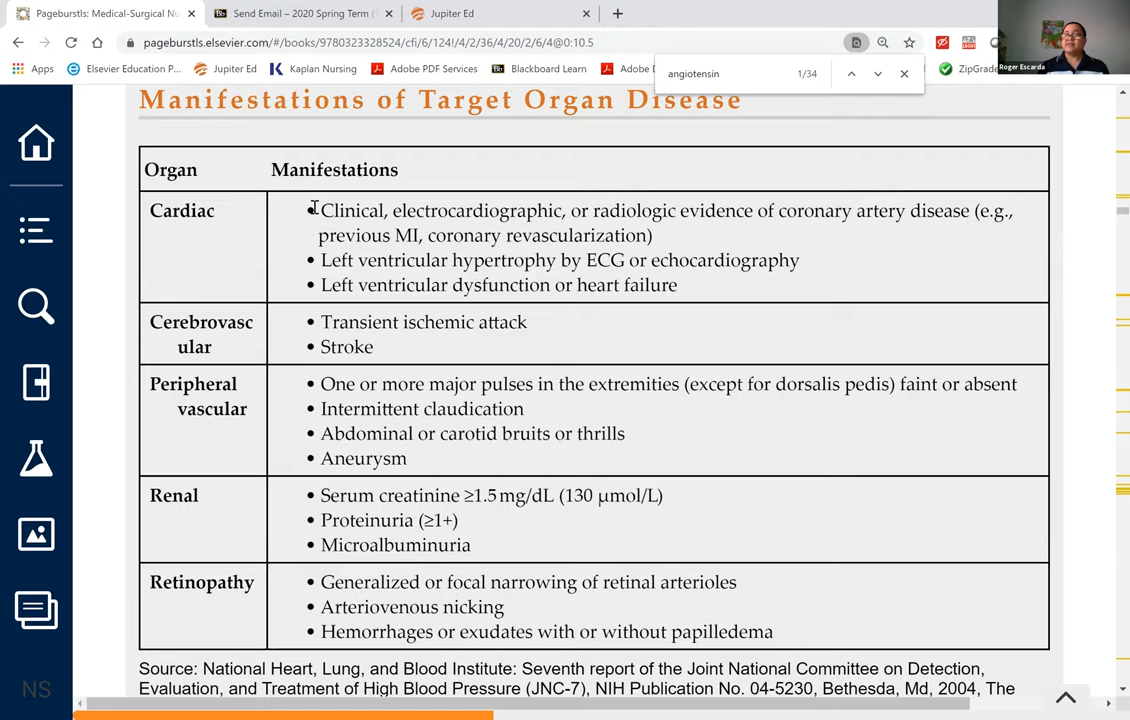 Pageburstls: Medical-Surgical Nu
Send Email – 2020 Spring Term (
Jupiter Ed
pageburstls.elsevier.com/#/books/9780323328524/cfi/6/124!/4/2/36/4/20/2/6/4@0:10.5
Roger Escarda
Apps
Elsevier Education P...
Jupiter Ed
Kaplan Nursing
Adobe PDF Services
Blackboard Learn
Adobe D
angiotensin
1/34
ZipGrade
Manifestations of Target Organ Disease
Organ Manifestations
Cardiac • Clinical, electrocardiographic, or radiologic evidence of coronary artery disease (e.g.,
previous MI, coronary revascularization)
• Left ventricular hypertrophy by ECG or echocardiography
• Left ventricular dysfunction or heart failure
Cerebrovasc • Transient ischemic attack
ular • Stroke
Peripheral • One or more major pulses in the extremities (except for dorsalis pedis) faint or absent
vascular • Intermittent claudication
• Abdominal or carotid bruits or thrills
• Aneurysm
Renal • Serum creatinine ≥1.5 mg/dL (130 µmol/L)
• Proteinuria (≥1+)
• Microalbuminuria
Retinopathy • Generalized or focal narrowing of retinal arterioles
• Arteriovenous nicking
• Hemorrhages or exudates with or without papilledema
Source: National Heart, Lung, and Blood Institute: Seventh report of the Joint National Committee on Detection,
Evaluation, and Treatment of High Blood Pressure (JNC-7), NIH Publication No. 04-5230, Bethesda, Md, 2004, The
NS